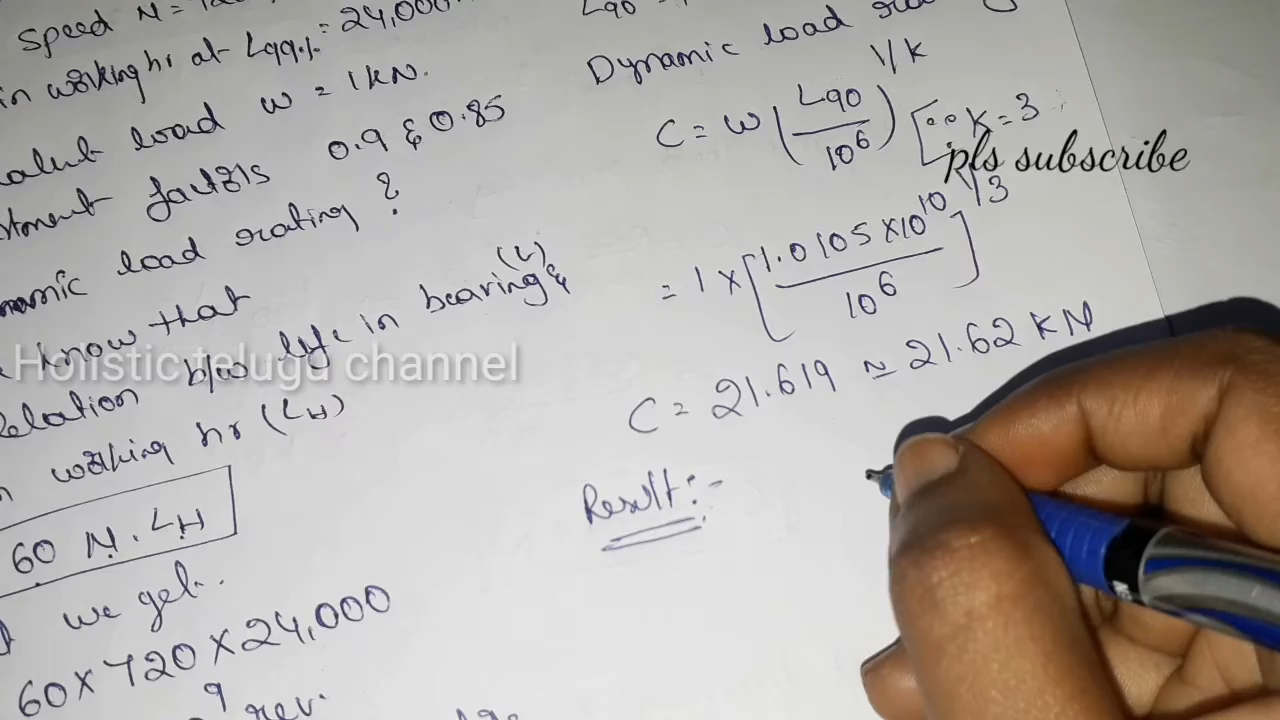 Speed N =
in working hr at L99% = 24,000
load W = 1 kN.
factors 0.9 & 0.85
load rating ?
know that
b/w life in bearing (L) &
working hr (LH)
60 N. LH
we get.
60 x 720 x 24,000
9 rev.
L90
Dynamic load
C = W (L90/10^6)^1/K [∵ K = 3
= 1 x [1.0105 x 10^10/10^6]^1/3
C = 21.619 ≃ 21.62 KN
Result:-
pls subscribe
Holistic telugu channel